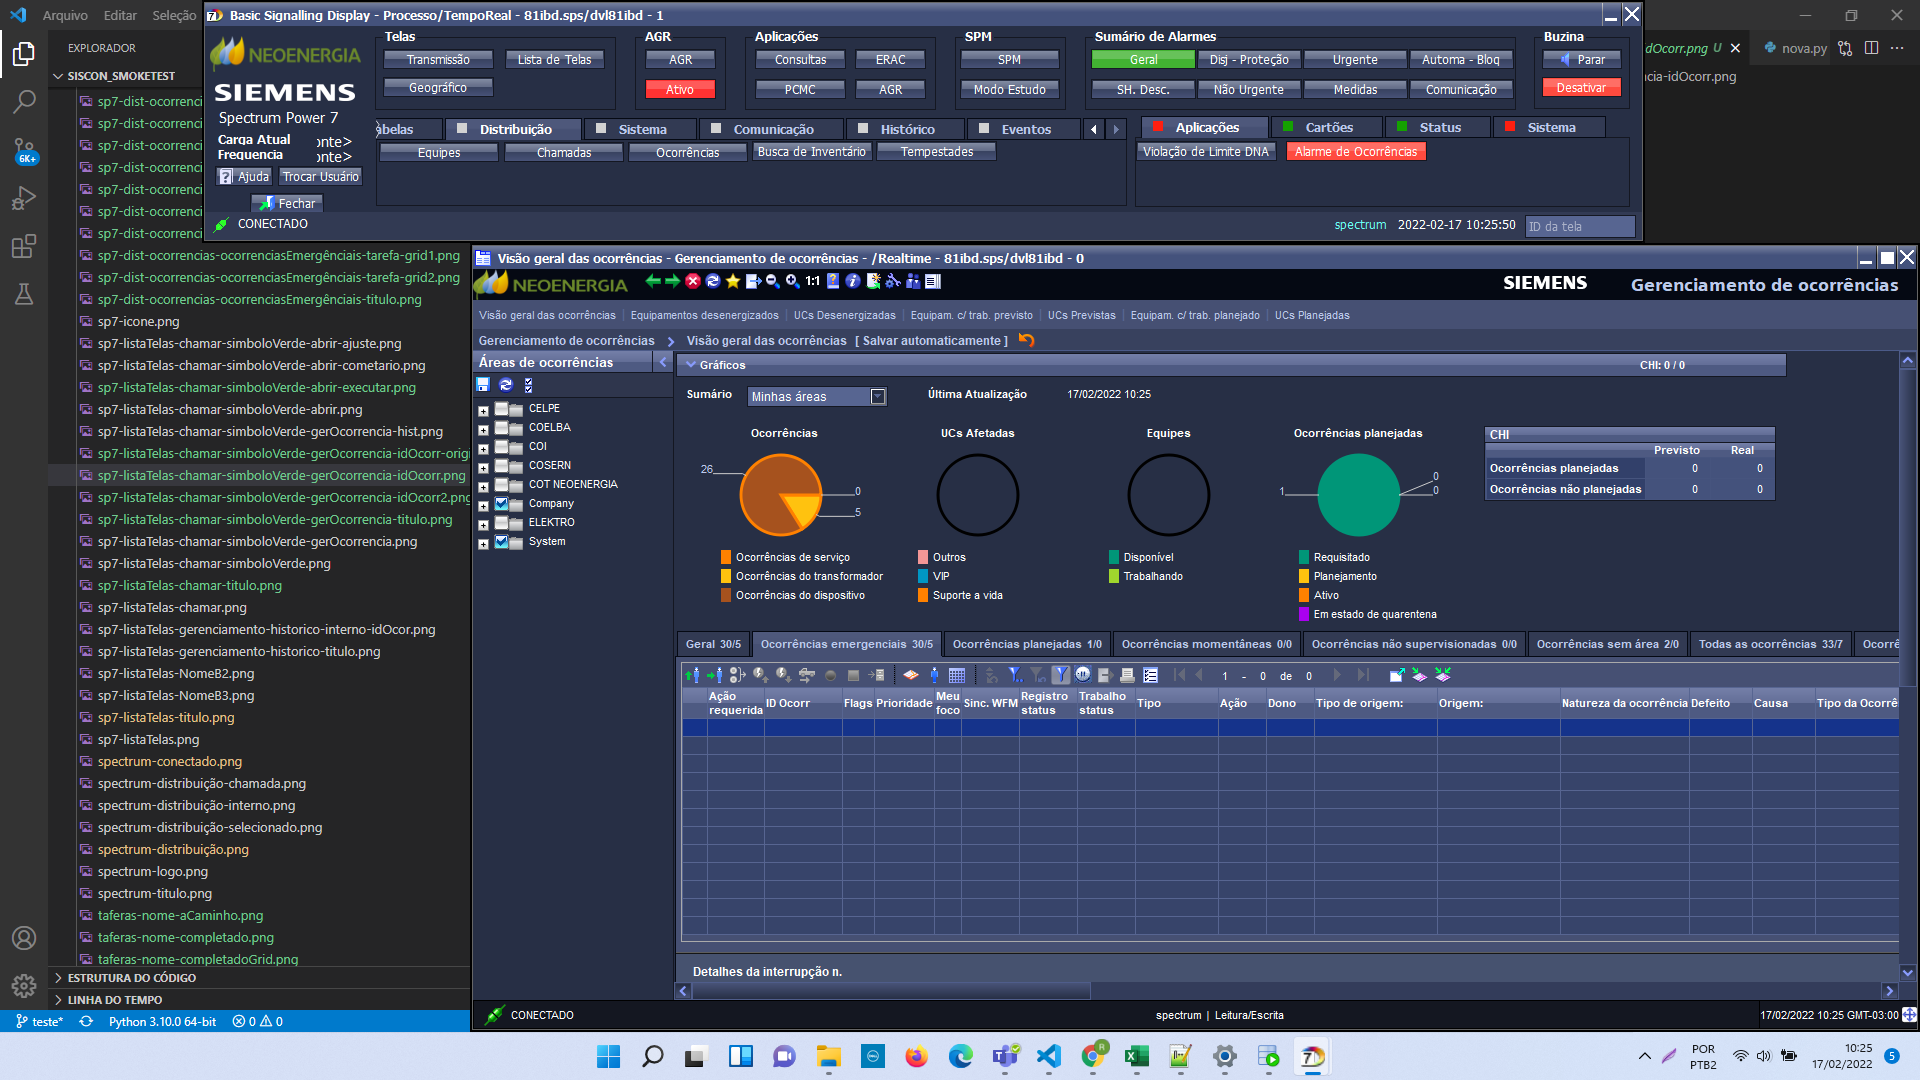 Arquivo Editar Seleção
Basic Signalling Display - Processo/TempoReal - 81ibd.sps/dvl81ibd - 1
NEOENERGIA
SIEMENS
Spectrum Power 7
Carga Atual
Frequencia
onte>
onte>
Ajuda
Trocar Usuário
Fechar
CONECTADO
Telas
Transmissão
Lista de Telas
Geográfico
AGR
AGR
Ativo
Aplicações
Consultas
ERAC
PCMC
AGR
SPM
SPM
Modo Estudo
Sumário de Alarmes
Geral
Disj - Proteção
Urgente
Automa - Bloq
SH. Desc.
Não Urgente
Medidas
Comunicação
Buzina
Parar
Desativar
abelas
Distribuição
Sistema
Comunicação
Histórico
Eventos
Equipes
Chamadas
Ocorrências
Busca de Inventário
Tempestades
Aplicações
Cartões
Status
Sistema
Violação de Limite DNA
Alarme de Ocorrências
spectrum 2022-02-17 10:25:50 ID da tela
dOcorr.png U
nova.py
cia-idOcorr.png
EXPLORADOR
SISCON_SMOKETEST
sp7-dist-ocorrenci
sp7-dist-ocorrenc
sp7-dist-ocorrenc
sp7-dist-ocorrenc
sp7-dist-ocorrenc
sp7-dist-ocorrenc
sp7-dist-ocorrenc
sp7-dist-ocorrencias-ocorrenciasEmergênciais-tarefa-grid1.png
sp7-dist-ocorrencias-ocorrenciasEmergênciais-tarefa-grid2.png
sp7-dist-ocorrencias-ocorrenciasEmergênciais-titulo.png
sp7-icone.png
sp7-listaTelas-chamar-simboloVerde-abrir-ajuste.png
sp7-listaTelas-chamar-simboloVerde-abrir-cometario.png
sp7-listaTelas-chamar-simboloVerde-abrir-executar.png
sp7-listaTelas-chamar-simboloVerde-abrir.png
sp7-listaTelas-chamar-simboloVerde-gerOcorrencia-hist.png
sp7-listaTelas-chamar-simboloVerde-gerOcorrencia-idOcorr-origi
sp7-listaTelas-chamar-simboloVerde-gerOcorrencia-idOcorr.png
sp7-listaTelas-chamar-simboloVerde-gerOcorrencia-idOcorr2.png
sp7-listaTelas-chamar-simboloVerde-gerOcorrencia-titulo.png
sp7-listaTelas-chamar-simboloVerde-gerOcorrencia.png
sp7-listaTelas-chamar-simboloVerde.png
sp7-listaTelas-chamar-titulo.png
sp7-listaTelas-chamar.png
sp7-listaTelas-gerenciamento-historico-interno-idOcor.png
sp7-listaTelas-gerenciamento-historico-titulo.png
sp7-listaTelas-NomeB2.png
sp7-listaTelas-NomeB3.png
sp7-listaTelas-titulo.png
sp7-listaTelas.png
spectrum-conectado.png
spectrum-distribuição-chamada.png
spectrum-distribuição-interno.png
spectrum-distribuição-selecionado.png
spectrum-distribuição.png
spectrum-logo.png
spectrum-titulo.png
taferas-nome-aCaminho.png
taferas-nome-completado.png
taferas-nome-completadoGrid.png
ESTRUTURA DO CÓDIGO
LINHA DO TEMPO
6K+
teste* Python 3.10.0 64-bit 0 0
Visão geral das ocorrências - Gerenciamento de ocorrências - /Realtime - 81ibd.sps/dvl81ibd - 0
NEOENERGIA
1:1
SIEMENS Gerenciamento de ocorrências
Visão geral das ocorrências | Equipamentos desenergizados | UCs Desenergizadas | Equipam. c/ trab. previsto | UCs Previstas | Equipam. c/ trab. planejado | UCs Planejadas
Gerenciamento de ocorrências Visão geral das ocorrências [ Salvar automaticamente ]
Áreas de ocorrências
CELPE
COELBA
COI
COSERN
COT NEOENERGIA
Company
ELEKTRO
System
Gráficos CHI: 0 / 0
Sumário Minhas áreas Última Atualização 17/02/2022 10:25
Ocorrências
26
0
5
Ocorrências de serviço
Ocorrências do transformador
Ocorrências do dispositivo
UCs Afetadas
Outros
VIP
Suporte a vida
Equipes
Disponível
Trabalhando
Ocorrências planejadas
1
0
0
Requisitado
Planejamento
Ativo
Em estado de quarentena
CHI
Previsto Real
Ocorrências planejadas 0 0
Ocorrências não planejadas 0 0
Geral 30/5
Ocorrências emergenciais 30/5
Ocorrências planejadas 1/0
Ocorrências momentâneas 0/0
Ocorrências não supervisionadas 0/0
Ocorrências sem área 2/0
Todas as ocorrências 33/7
Ocorrê
1 - 0 de 0
Ação requerida ID Ocorr Flags Prioridade Meu foco Sinc. WFM Registro status Trabalho status Tipo Ação Dono Tipo de origem: Origem: Natureza da ocorrência Defeito Causa Tipo da Ocorrê
Detalhes da interrupção n.
CONECTADO
spectrum | Leitura/Escrita
17/02/2022 10:25 GMT-03:00
POR
PTB2
10:25
17/02/2022
5